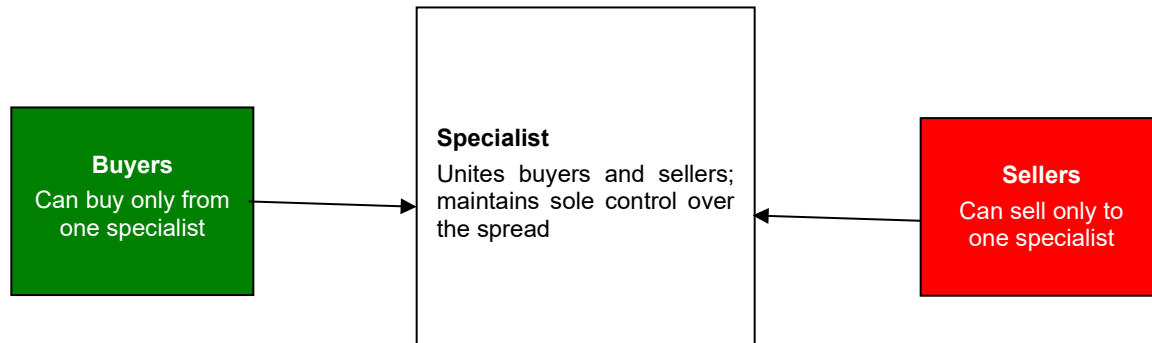 Buyers
Can buy only from
one specialist
Specialist
Unites buyers and sellers;
maintains sole control over
the spread
Sellers
Can sell only to
one specialist